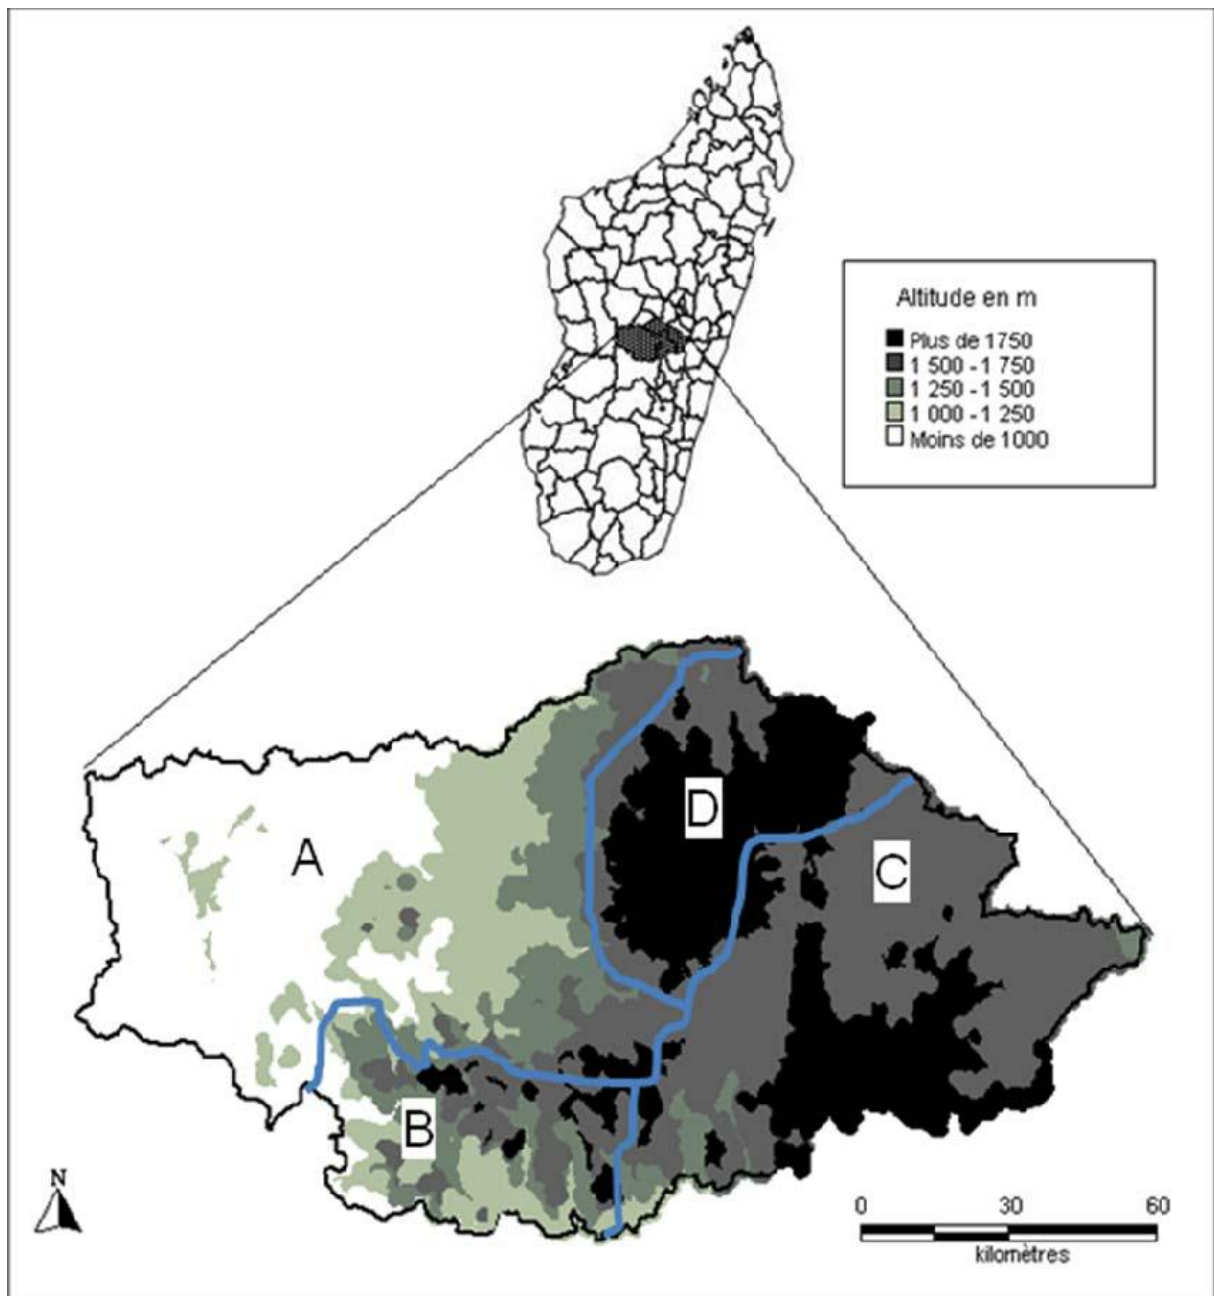 Altitude en m
Plus de 1750
1 500 - 1 750
1 250 - 1 500
1 000 - 1 250
Moins de 1000
D
A
C
B
N
0 30 60
kilomètres